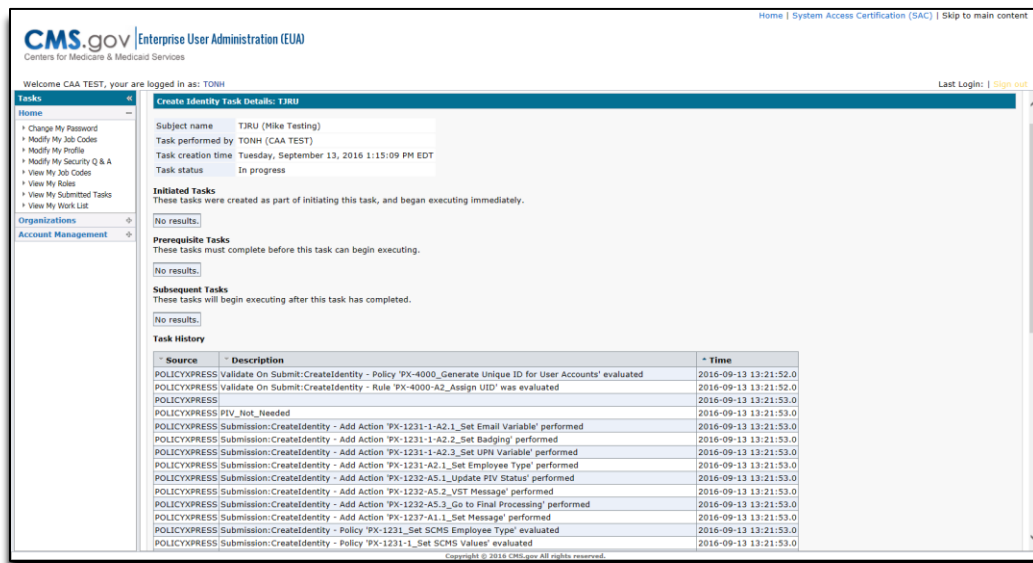 Home | System Access Certification (SAC) | Skip to main content
CMS.gov | Enterprise User Administration (EUA)
Centers for Medicare & Medicaid Services
Welcome CAA TEST, your are logged in as: TONH
Last Login: | Sign out
Tasks «
Home
Change My Password
Modify My Job Codes
Modify My Profile
Modify My Security Q & A
View My Job Codes
View My Roles
View My Submitted Tasks
View My Work List
Organizations
Account Management
Create Identity Task Details: TJRU
Subject name TJRU (Mike Testing)
Task performed by TONH (CAA TEST)
Task creation time Tuesday, September 13, 2016 1:15:09 PM EDT
Task status In progress
Initiated Tasks
These tasks were created as part of initiating this task, and began executing immediately.
No results.
Prerequisite Tasks
These tasks must complete before this task can begin executing.
No results.
Subsequent Tasks
These tasks will begin executing after this task has completed.
No results.
Task History
Source Description Time
POLICYXPRESS Validate On Submit:CreateIdentity - Policy 'PX-4000_Generate Unique ID for User Accounts' evaluated 2016-09-13 13:21:52.0
POLICYXPRESS Validate On Submit:CreateIdentity - Rule 'PX-4000-A2_Assign UID' was evaluated 2016-09-13 13:21:52.0
POLICYXPRESS 2016-09-13 13:21:53.0
POLICYXPRESS PIV_Not_Needed 2016-09-13 13:21:53.0
POLICYXPRESS Submission:CreateIdentity - Add Action 'PX-1231-1-A2.1_Set Email Variable' performed 2016-09-13 13:21:53.0
POLICYXPRESS Submission:CreateIdentity - Add Action 'PX-1231-1-A2.2_Set Badging' performed 2016-09-13 13:21:53.0
POLICYXPRESS Submission:CreateIdentity - Add Action 'PX-1231-1-A2.3_Set UPN Variable' performed 2016-09-13 13:21:53.0
POLICYXPRESS Submission:CreateIdentity - Add Action 'PX-1231-A2.1_Set Employee Type' performed 2016-09-13 13:21:53.0
POLICYXPRESS Submission:CreateIdentity - Add Action 'PX-1232-A5.1_Update PIV Status' performed 2016-09-13 13:21:53.0
POLICYXPRESS Submission:CreateIdentity - Add Action 'PX-1232-A5.2_VST Message' performed 2016-09-13 13:21:53.0
POLICYXPRESS Submission:CreateIdentity - Add Action 'PX-1232-A5.3_Go to Final Processing' performed 2016-09-13 13:21:53.0
POLICYXPRESS Submission:CreateIdentity - Add Action 'PX-1237-A1.1_Set Message' performed 2016-09-13 13:21:53.0
POLICYXPRESS Submission:CreateIdentity - Policy 'PX-1231_Set SCMS Employee Type' evaluated 2016-09-13 13:21:53.0
POLICYXPRESS Submission:CreateIdentity - Policy 'PX-1231-1_Set SCMS Values' evaluated 2016-09-13 13:21:53.0
Copyright © 2016 CMS.gov All rights reserved.